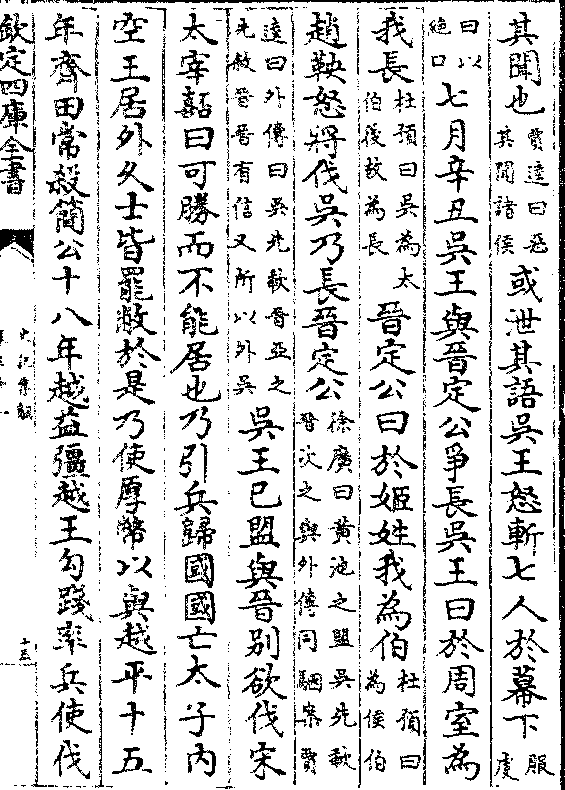 其聞也賈逵曰惡其聞諸侯或泄其語吳王怒斬七人於幕下服虔
曰以絶口七月辛丑吳王與晉定公爭長吳王曰於周室為
我長杜預曰吳為太伯後故為長晉定公曰於姬姓我為伯杜預曰為侯伯
趙鞅怒將伐吳乃長晉定公徐廣曰黄池之盟吳先歃晉次之與外傳同駰案賈
逵曰外傳曰吳先歃晉亞之先敘晉晉有信又所以外吳吳王已盟與晉别欲伐宋
太宰嚭曰可勝而不能居也乃引兵歸國國亡太子内
空王居外久士皆罷敝於是乃使厚幣以與越平十五
年齊田常殺簡公十八年越益彊越王勾踐率兵使伐
欽定四庫全書
史記集解